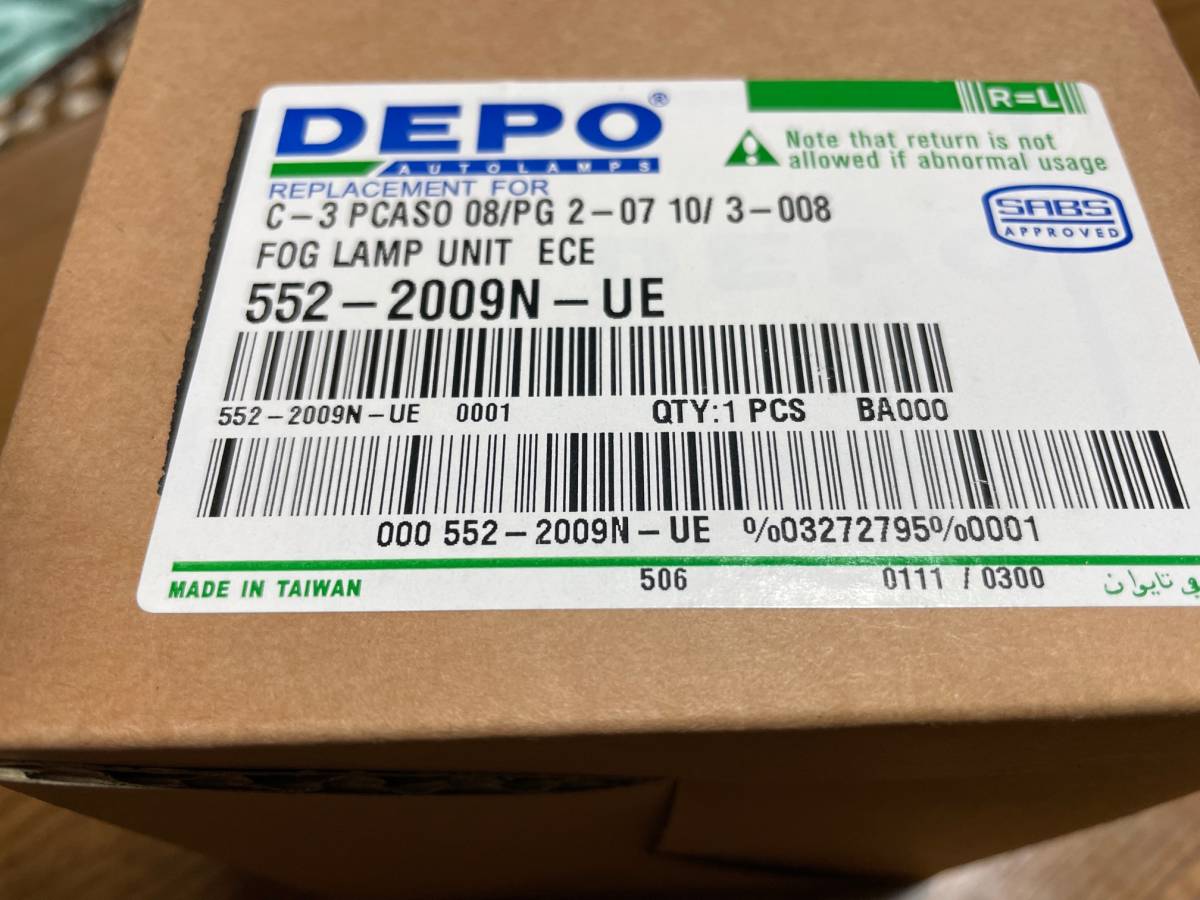 DEPO®
AUTOLAMPS
R=L
Note that return is not
allowed if abnormal usage
REPLACEMENT FOR
C-3 PCASO 08/PG 2-07 10/ 3-008
SABS
APPROVED
FOG LAMP UNIT ECE
552-2009N-UE
552-2009N-UE 0001 QTY:1 PCS BA000
000 552-2009N-UE %03272795%0001
MADE IN TAIWAN 506 0111 / 0300 تايوان